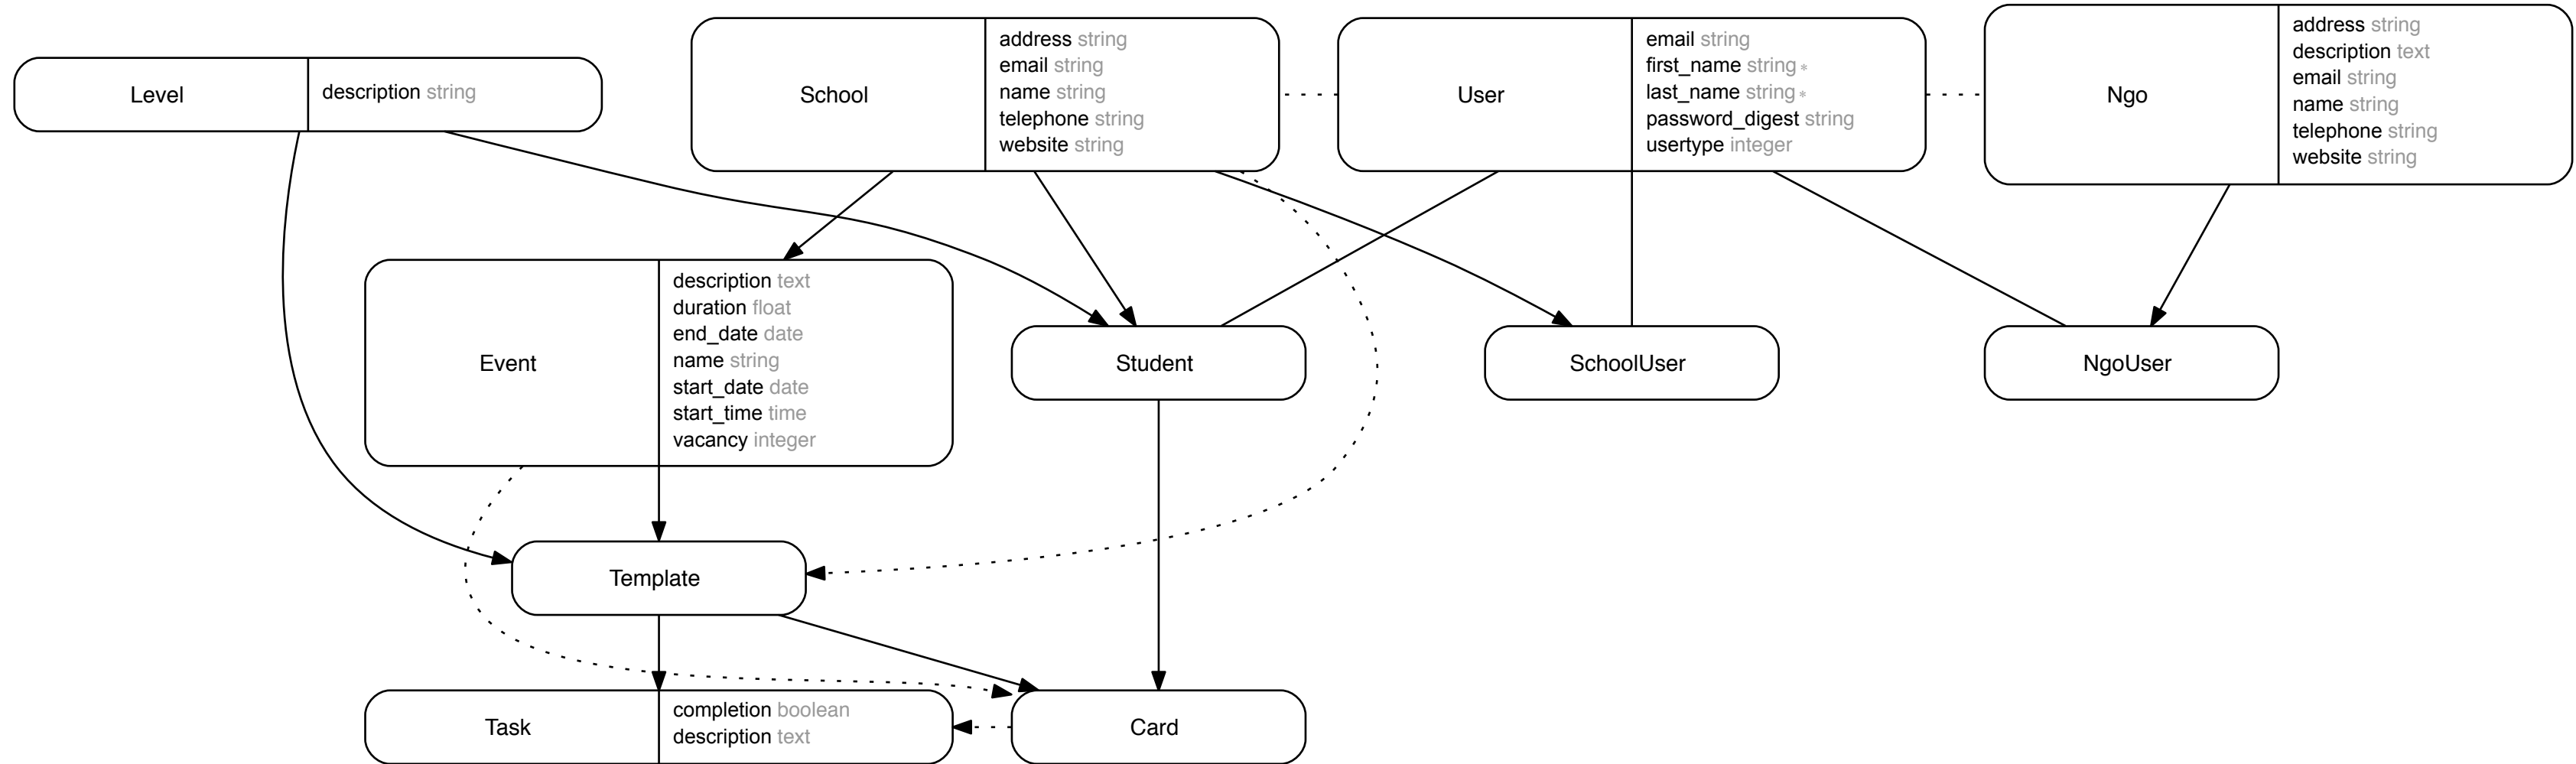 Level
description string
School
address string
email string
name string
telephone string
website string
User
email string
first_name string *
last_name string *
password_digest string
usertype integer
Ngo
address string
description text
email string
name string
telephone string
website string
Event
description text
duration float
end_date date
name string
start_date date
start_time time
vacancy integer
Student
SchoolUser
NgoUser
Template
Task
completion boolean
description text
Card